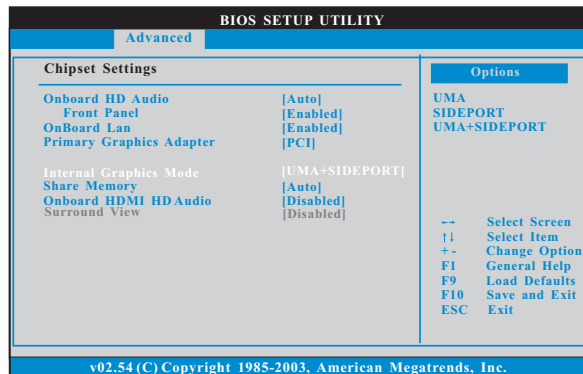 BIOS SETUP UTILITY
Advanced
Chipset Settings
Onboard HD Audio [Auto]
Front Panel [Enabled]
OnBoard Lan [Enabled]
Primary Graphics Adapter [PCI]
Internal Graphics Mode [UMA+SIDEPORT]
Share Memory [Auto]
Onboard HDMI HD Audio [Disabled]
Surround View [Disabled]
Options
UMA
SIDEPORT
UMA+SIDEPORT
←→ Select Screen
↑↓ Select Item
+- Change Option
F1 General Help
F9 Load Defaults
F10 Save and Exit
ESC Exit
v02.54 (C) Copyright 1985-2003, American Megatrends, Inc.